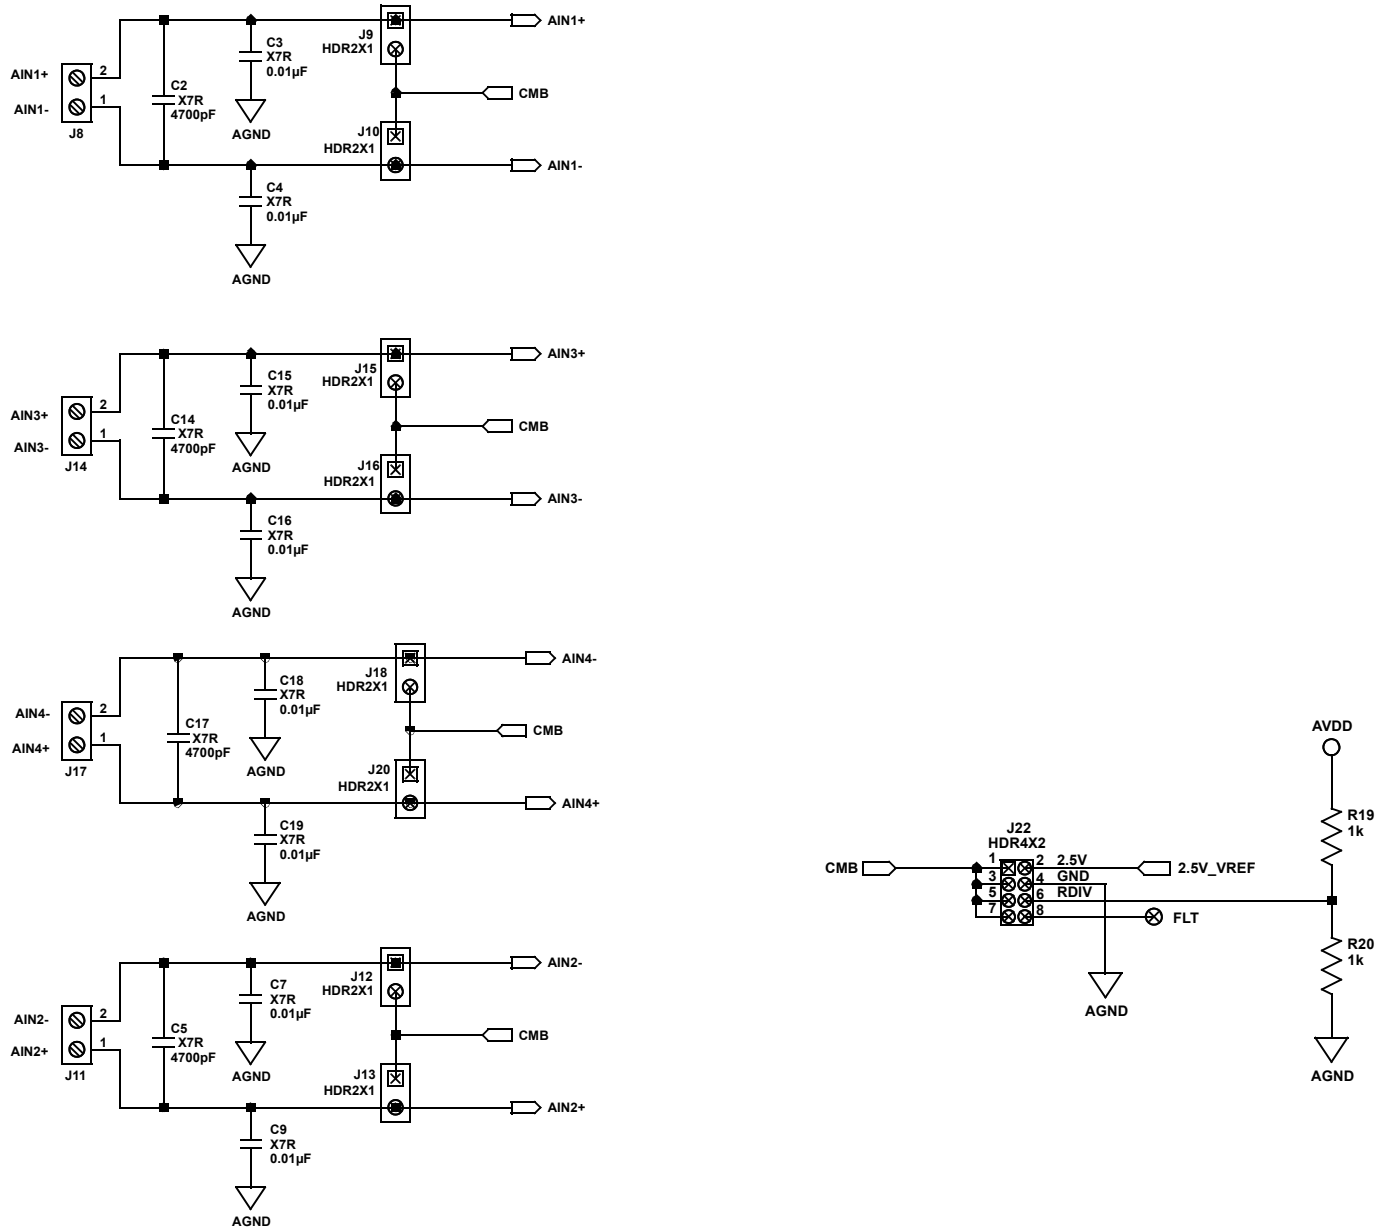 AIN1+
AIN1-
2
1
J8
C2
X7R
4700pF
C3
X7R
0.01µF
AGND
J9
HDR2X1
AIN1+
CMB
J10
HDR2X1
AIN1-
C4
X7R
0.01µF
AGND
AIN3+
AIN3-
2
1
J14
C14
X7R
4700pF
C15
X7R
0.01µF
AGND
J15
HDR2X1
AIN3+
CMB
J16
HDR2X1
AIN3-
C16
X7R
0.01µF
AGND
AIN4-
AIN4+
2
1
J17
C17
X7R
4700pF
C18
X7R
0.01µF
AGND
J18
HDR2X1
AIN4-
CMB
J20
HDR2X1
AIN4+
C19
X7R
0.01µF
AGND
AIN2-
AIN2+
2
1
J11
C5
X7R
4700pF
C7
X7R
0.01µF
AGND
J12
HDR2X1
AIN2-
CMB
J13
HDR2X1
AIN2+
C9
X7R
0.01µF
AGND
CMB
J22
HDR4X2
1 2 2.5V
3 4 GND
5 6 RDIV
7 8
2.5V_VREF
FLT
AGND
AVDD
R19
1k
R20
1k
AGND